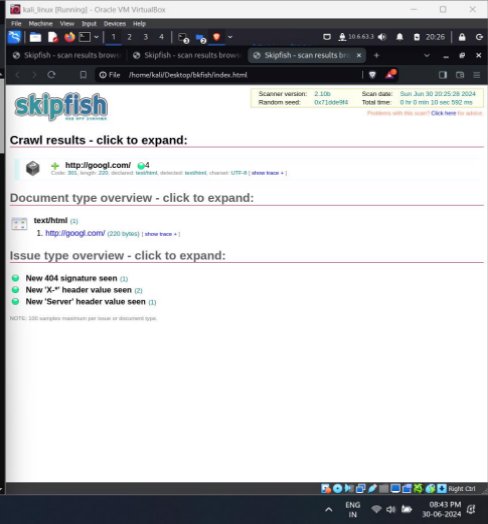 kali_linux [Running] - Oracle VM VirtualBox
File Machine View Input Devices Help
1 2 3 4 10.6.63.3 20:26
Skipfish - scan results brows Skipfish - scan results brows Skipfish - scan results bro
File /home/kali/Desktop/bkfish/index.html
skipfish
Scanner version: 2.10b Scan date: Sun Jun 30 20:25:28 2024
Random seed: 0x71dde9f4 Total time: 0 hr 0 min 10 sec 592 ms
Problems with this scan? Click here for advice.
Crawl results - click to expand:
http://googl.com/ 4
Code: 301, length: 220, declared: text/html, detected: text/html, charset: UTF-8 [ show trace + ]
Document type overview - click to expand:
text/html (1)
1. http://googl.com/ (220 bytes) [ show trace + ]
Issue type overview - click to expand:
New 404 signature seen (1)
New 'X-*' header value seen (2)
New 'Server' header value seen (1)
NOTE: 100 samples maximum per issue or document type.
Right Ctrl
ENG
IN
08:43 PM
30-06-2024